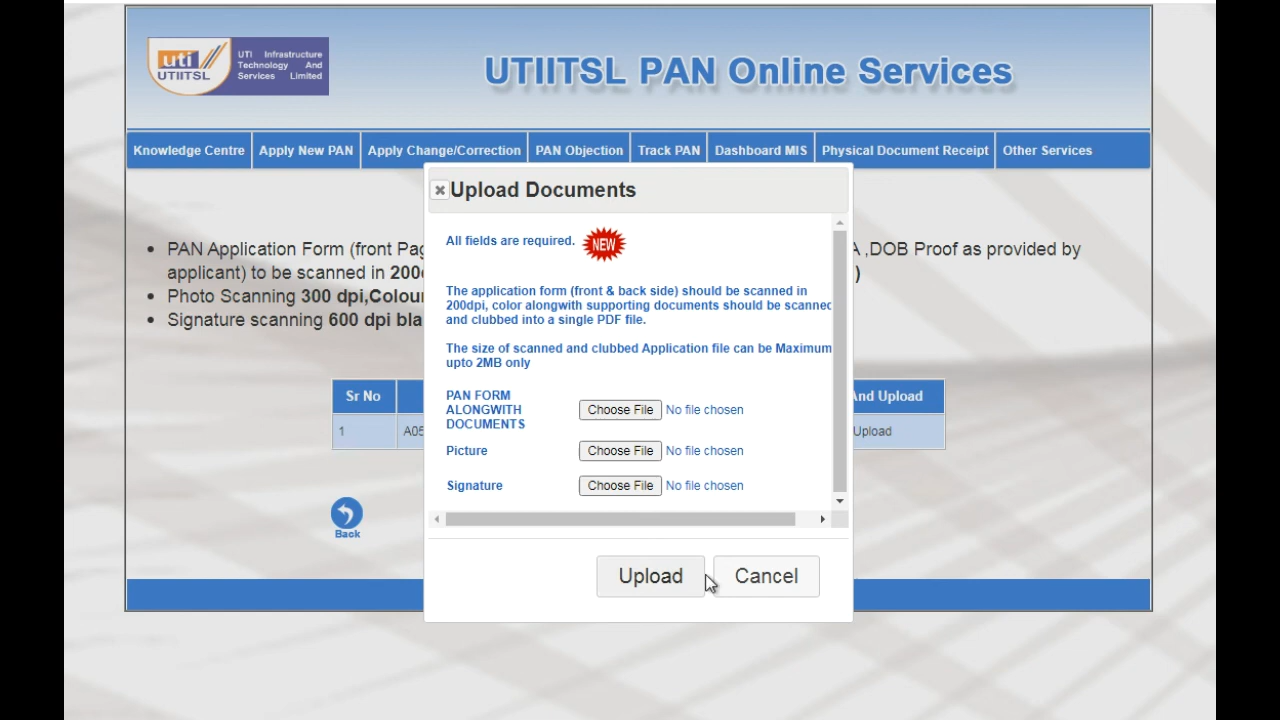 uti
UTIITSL
UTI Infrastructure
Technology And
Services Limited
UTIITSL PAN Online Services
Knowledge Centre
Apply New PAN
Apply Change/Correction
PAN Objection
Track PAN
Dashboard MIS
Physical Document Receipt
Other Services
Upload Documents
All fields are required.
NEW
The application form (front & back side) should be scanned in
200dpi, color alongwith supporting documents should be scanned
and clubbed into a single PDF file.
The size of scanned and clubbed Application file can be Maximum
upto 2MB only
PAN FORM
ALONGWITH
DOCUMENTS
Choose File No file chosen
Picture
Choose File No file chosen
Signature
Choose File No file chosen
Upload
Cancel
PAN Application Form (front Pag
,DOB Proof as provided by
applicant) to be scanned in 200d
)
Photo Scanning 300 dpi,Colour
Signature scanning 600 dpi bla
Sr No
And Upload
1
A05
Upload
Back